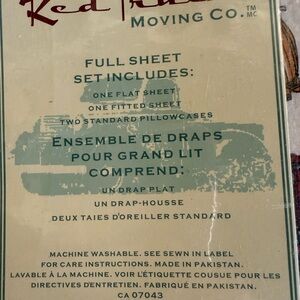 Red
MOVING CO.™ MC
FULL SHEET
SET INCLUDES:
ONE FLAT SHEET
ONE FITTED SHEET
TWO STANDARD PILLOWCASES
ENSEMBLE DE DRAPS
POUR GRAND LIT
COMPREND:
UN DRAP PLAT
UN DRAP-HOUSSE
DEUX TAIES D'OREILLER STANDARD
MACHINE WASHABLE. SEE SEWN IN LABEL
FOR CARE INSTRUCTIONS. MADE IN PAKISTAN.
LAVABLE À LA MACHINE. VOIR L'ÉTIQUETTE COUSUE POUR LES
DIRECTIVES D'ENTRETIEN. FABRIQUÉ EN PAKISTAN.
CA 07043